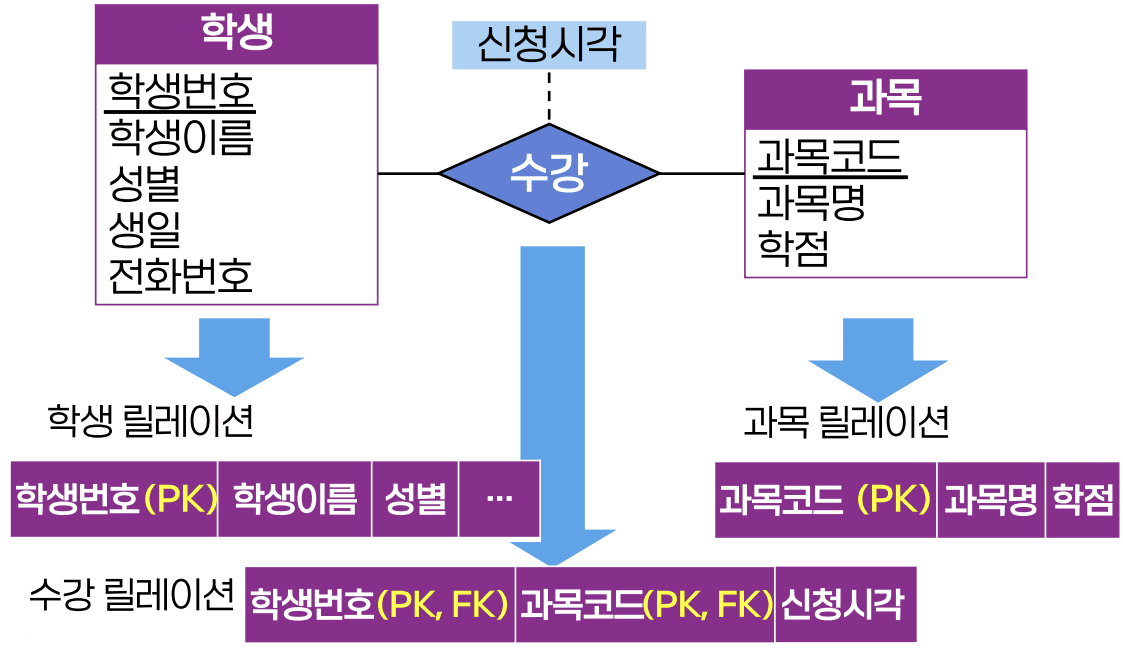 학생
학생번호
학생이름
성별
생일
전화번호
신청시각
수강
과목
과목코드
과목명
학점
학생 릴레이션
학생번호(PK) 학생이름 성별 ...
과목 릴레이션
과목코드 (PK) 과목명 학점
수강 릴레이션
학생번호(PK, FK) 과목코드(PK, FK) 신청시각